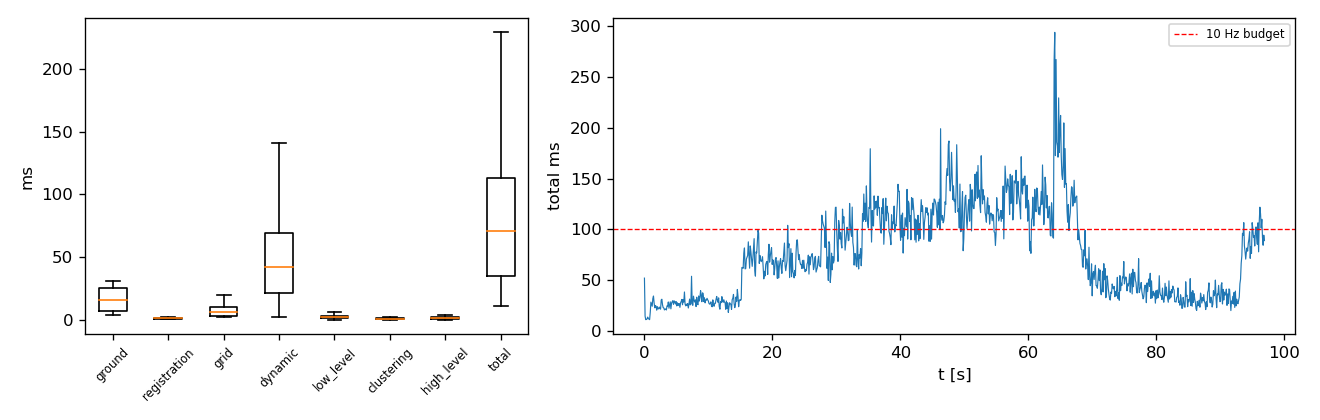 ms
200
150
100
50
0
ground
registration
grid
dynamic
low_level
clustering
high_level
total
total ms
300
250
200
150
100
50
0
10 Hz budget
0
20
40
60
80
100
t [s]